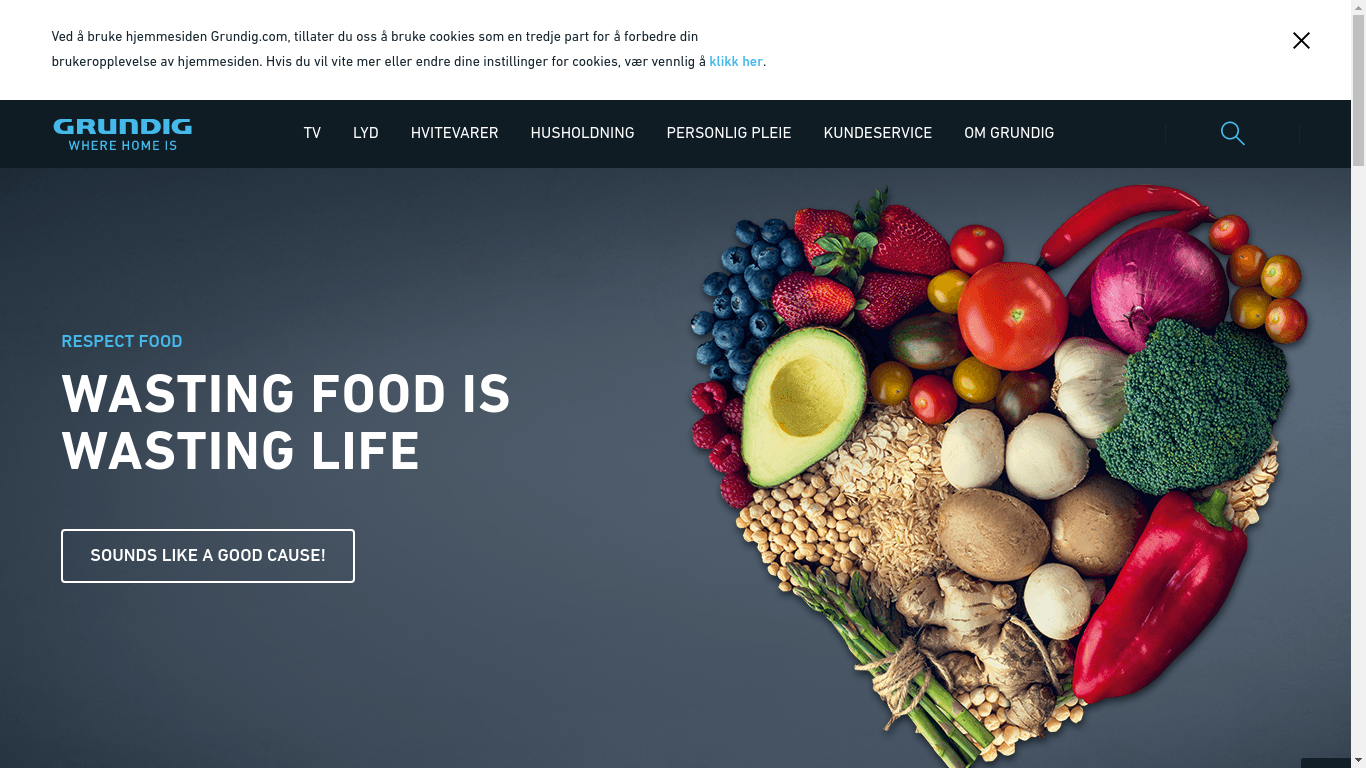 Ved å bruke hjemmesiden Grundig.com, tillater du oss å bruke cookies som en tredje part for å forbedre din
brukeropplevelse av hjemmesiden. Hvis du vil vite mer eller endre dine instillinger for cookies, vær vennlig å klikk her.
GRUNDIG
WHERE HOME IS
TV LYD HVITEVARER HUSHOLDNING PERSONLIG PLEIE KUNDESERVICE OM GRUNDIG
RESPECT FOOD
WASTING FOOD IS
WASTING LIFE
SOUNDS LIKE A GOOD CAUSE!